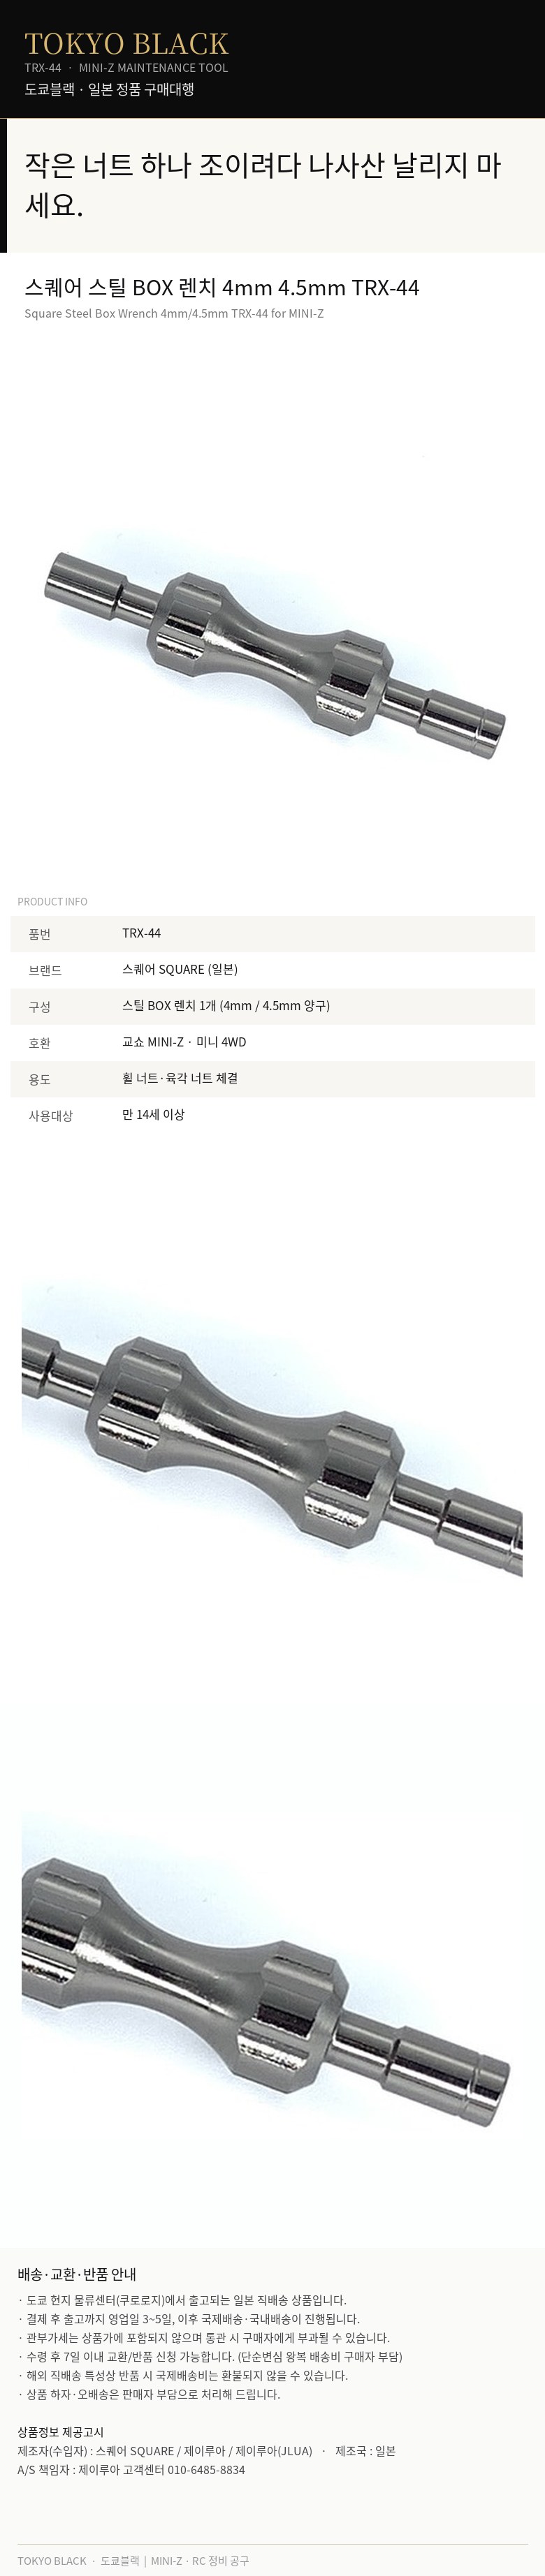 TOKYO BLACK
TRX-44 · MINI-Z MAINTENANCE TOOL
도쿄블랙 · 일본 정품 구매대행
작은 너트 하나 조이려다 나사산 날리지 마
세요.
스퀘어 스틸 BOX 렌치 4mm 4.5mm TRX-44
Square Steel Box Wrench 4mm/4.5mm TRX-44 for MINI-Z
PRODUCT INFO
품번 TRX-44
브랜드 스퀘어 SQUARE (일본)
구성 스틸 BOX 렌치 1개 (4mm / 4.5mm 양구)
호환 교쇼 MINI-Z · 미니 4WD
용도 휠 너트·육각 너트 체결
사용대상 만 14세 이상
배송·교환·반품 안내
· 도쿄 현지 물류센터(쿠로로지)에서 출고되는 일본 직배송 상품입니다.
· 결제 후 출고까지 영업일 3~5일, 이후 국제배송·국내배송이 진행됩니다.
· 관부가세는 상품가에 포함되지 않으며 통관 시 구매자에게 부과될 수 있습니다.
· 수령 후 7일 이내 교환/반품 신청 가능합니다. (단순변심 왕복 배송비 구매자 부담)
· 해외 직배송 특성상 반품 시 국제배송비는 환불되지 않을 수 있습니다.
· 상품 하자·오배송은 판매자 부담으로 처리해 드립니다.
상품정보 제공고시
제조자(수입자) : 스퀘어 SQUARE / 제이루아 / 제이루아(JLUA) · 제조국 : 일본
A/S 책임자 : 제이루아 고객센터 010-6485-8834
TOKYO BLACK · 도쿄블랙 | MINI-Z · RC 정비 공구